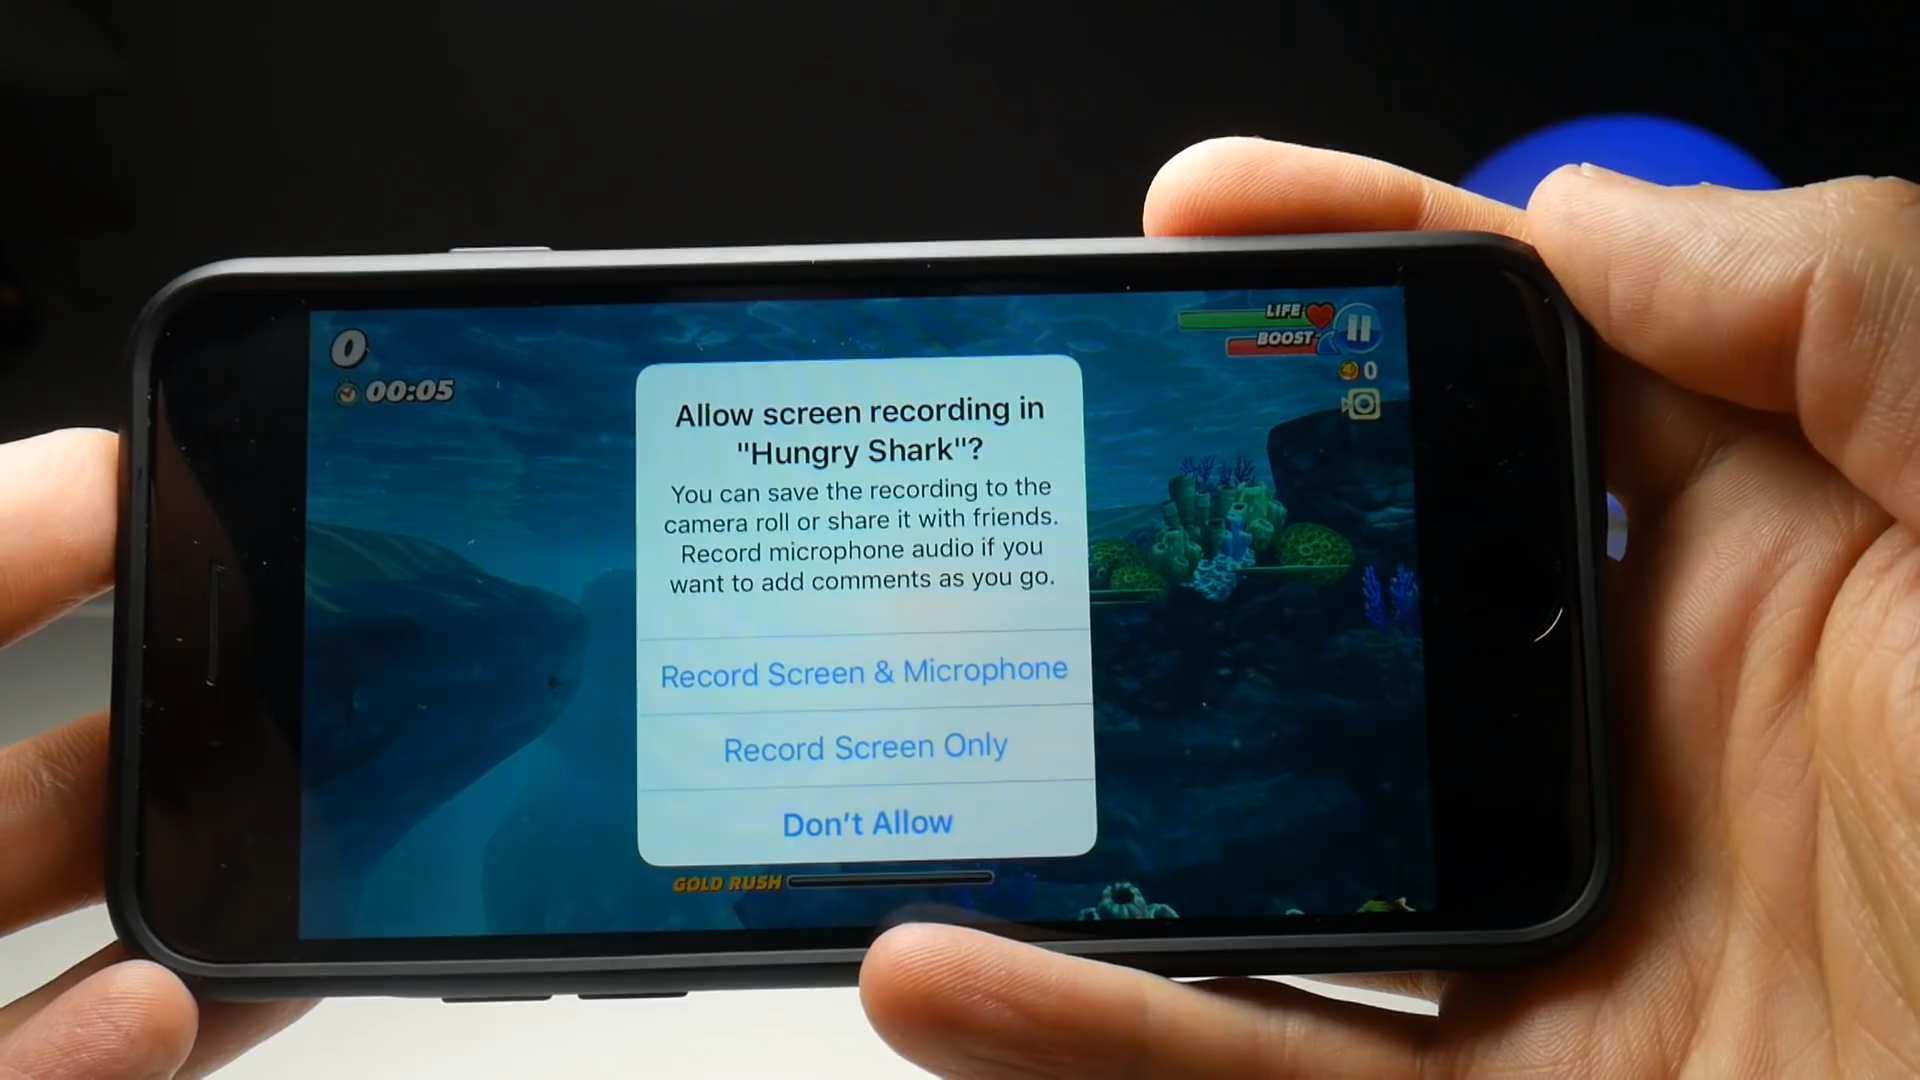 0
00:05
LIFE
BOOST
0
Allow screen recording in
"Hungry Shark"?
You can save the recording to the
camera roll or share it with friends.
Record microphone audio if you
want to add comments as you go.
Record Screen & Microphone
Record Screen Only
Don’t Allow
GOLD RUSH